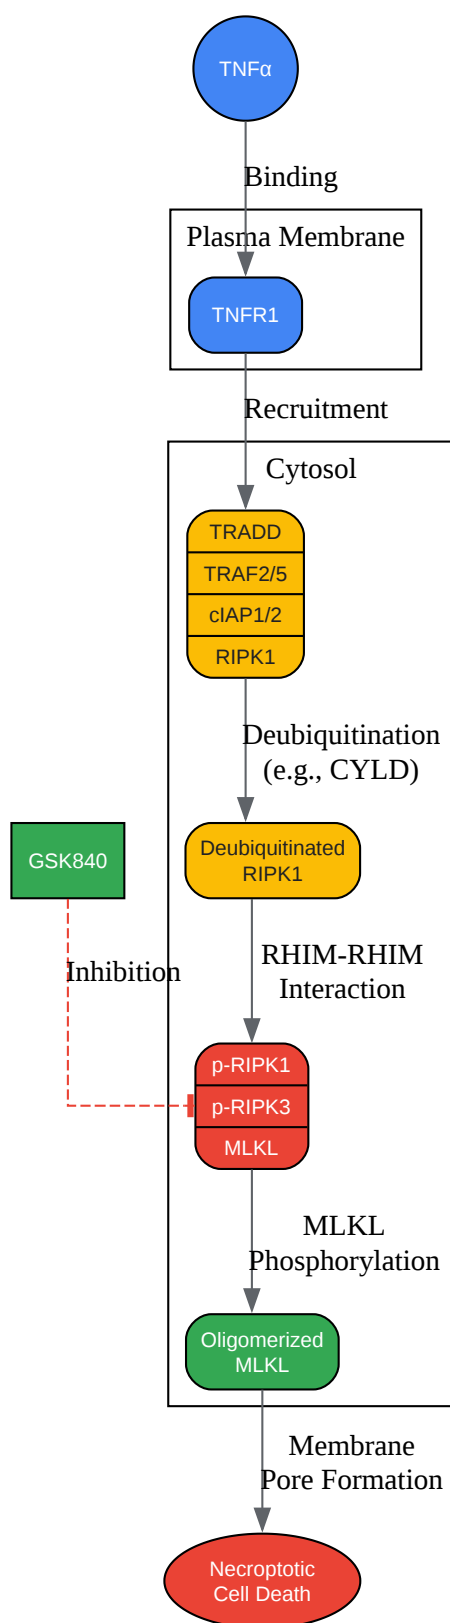 TNFα
Binding
Plasma Membrane
TNFR1
Recruitment
Cytosol
TRADD
TRAF2/5
cIAP1/2
RIPK1
Deubiquitination
(e.g., CYLD)
GSK840
Deubiquitinated
RIPK1
Inhibition
RHIM-RHIM
Interaction
p-RIPK1
p-RIPK3
MLKL
MLKL
Phosphorylation
Oligomerized
MLKL
Membrane
Pore Formation
Necroptotic
Cell Death